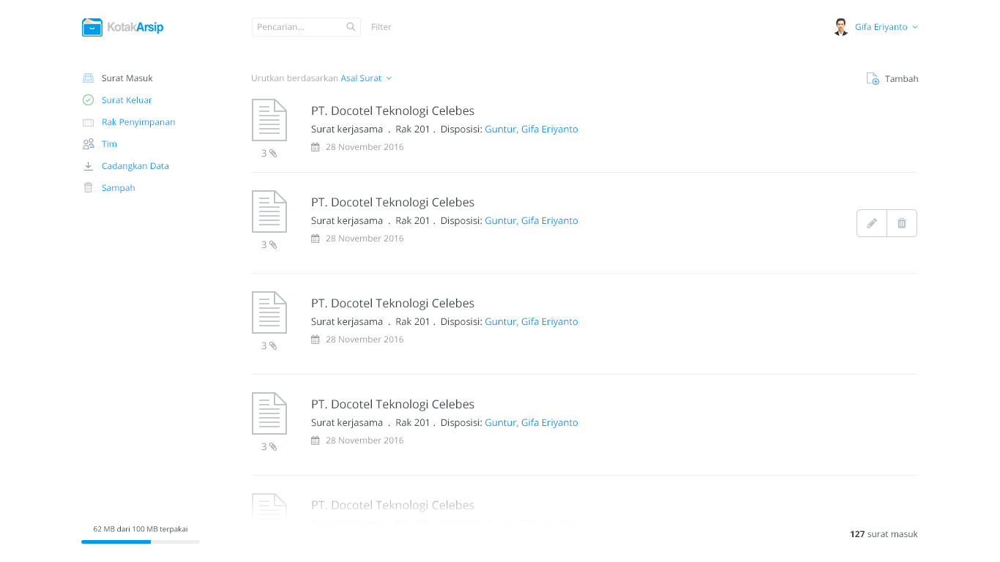 KotakArsip
Pencarian...
Filter
Gifa Eriyanto
Surat Masuk
Surat Keluar
Rak Penyimpanan
Tim
Cadangkan Data
Sampah
Urutkan berdasarkan Asal Surat
Tambah
PT. Docotel Teknologi Celebes
Surat kerjasama . Rak 201 . Disposisi: Guntur, Gifa Eriyanto
28 November 2016
3
PT. Docotel Teknologi Celebes
Surat kerjasama . Rak 201 . Disposisi: Guntur, Gifa Eriyanto
28 November 2016
3
PT. Docotel Teknologi Celebes
Surat kerjasama . Rak 201 . Disposisi: Guntur, Gifa Eriyanto
28 November 2016
3
PT. Docotel Teknologi Celebes
Surat kerjasama . Rak 201 . Disposisi: Guntur, Gifa Eriyanto
28 November 2016
3
PT. Docotel Teknologi Celebes
62 MB dari 100 MB terpakai
127 surat masuk